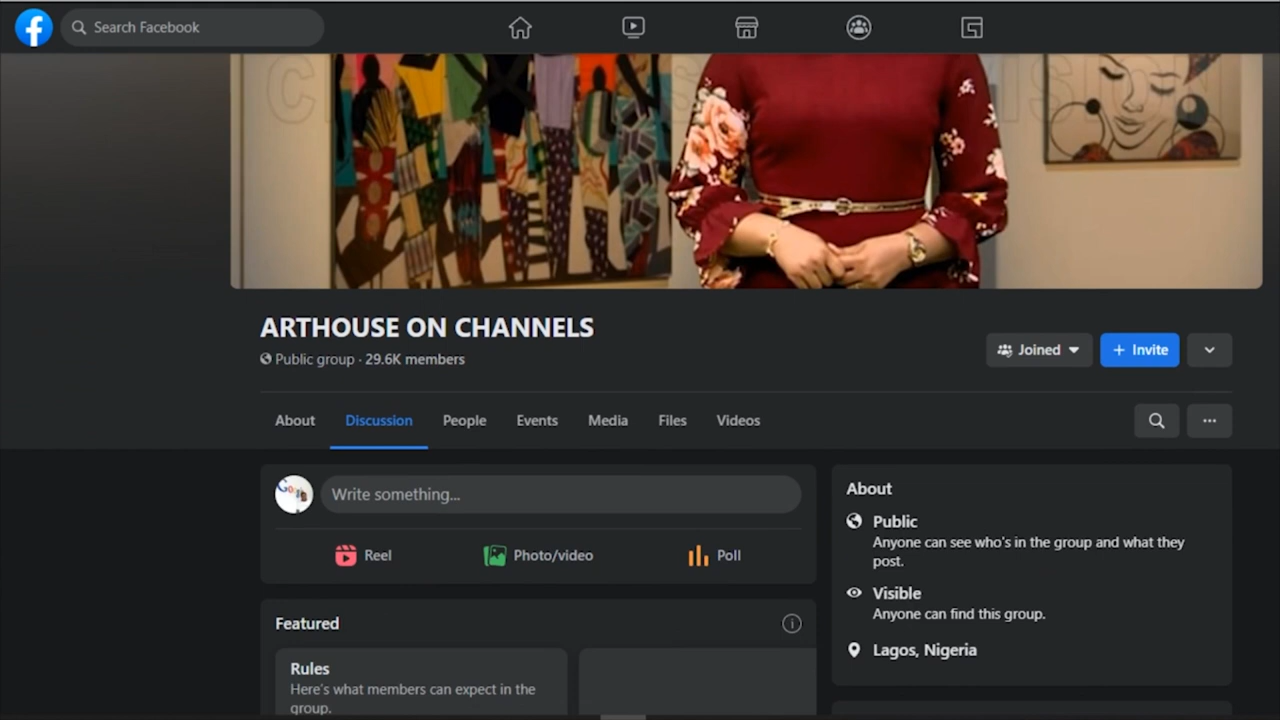 Search Facebook
ARTHOUSE ON CHANNELS
Public group · 29.6K members
Joined
+ Invite
About
Discussion
People
Events
Media
Files
Videos
Write something...
Reel
Photo/video
Poll
About
Public
Anyone can see who's in the group and what they
post.
Visible
Anyone can find this group.
Lagos, Nigeria
Featured
Rules
Here's what members can expect in the
group.